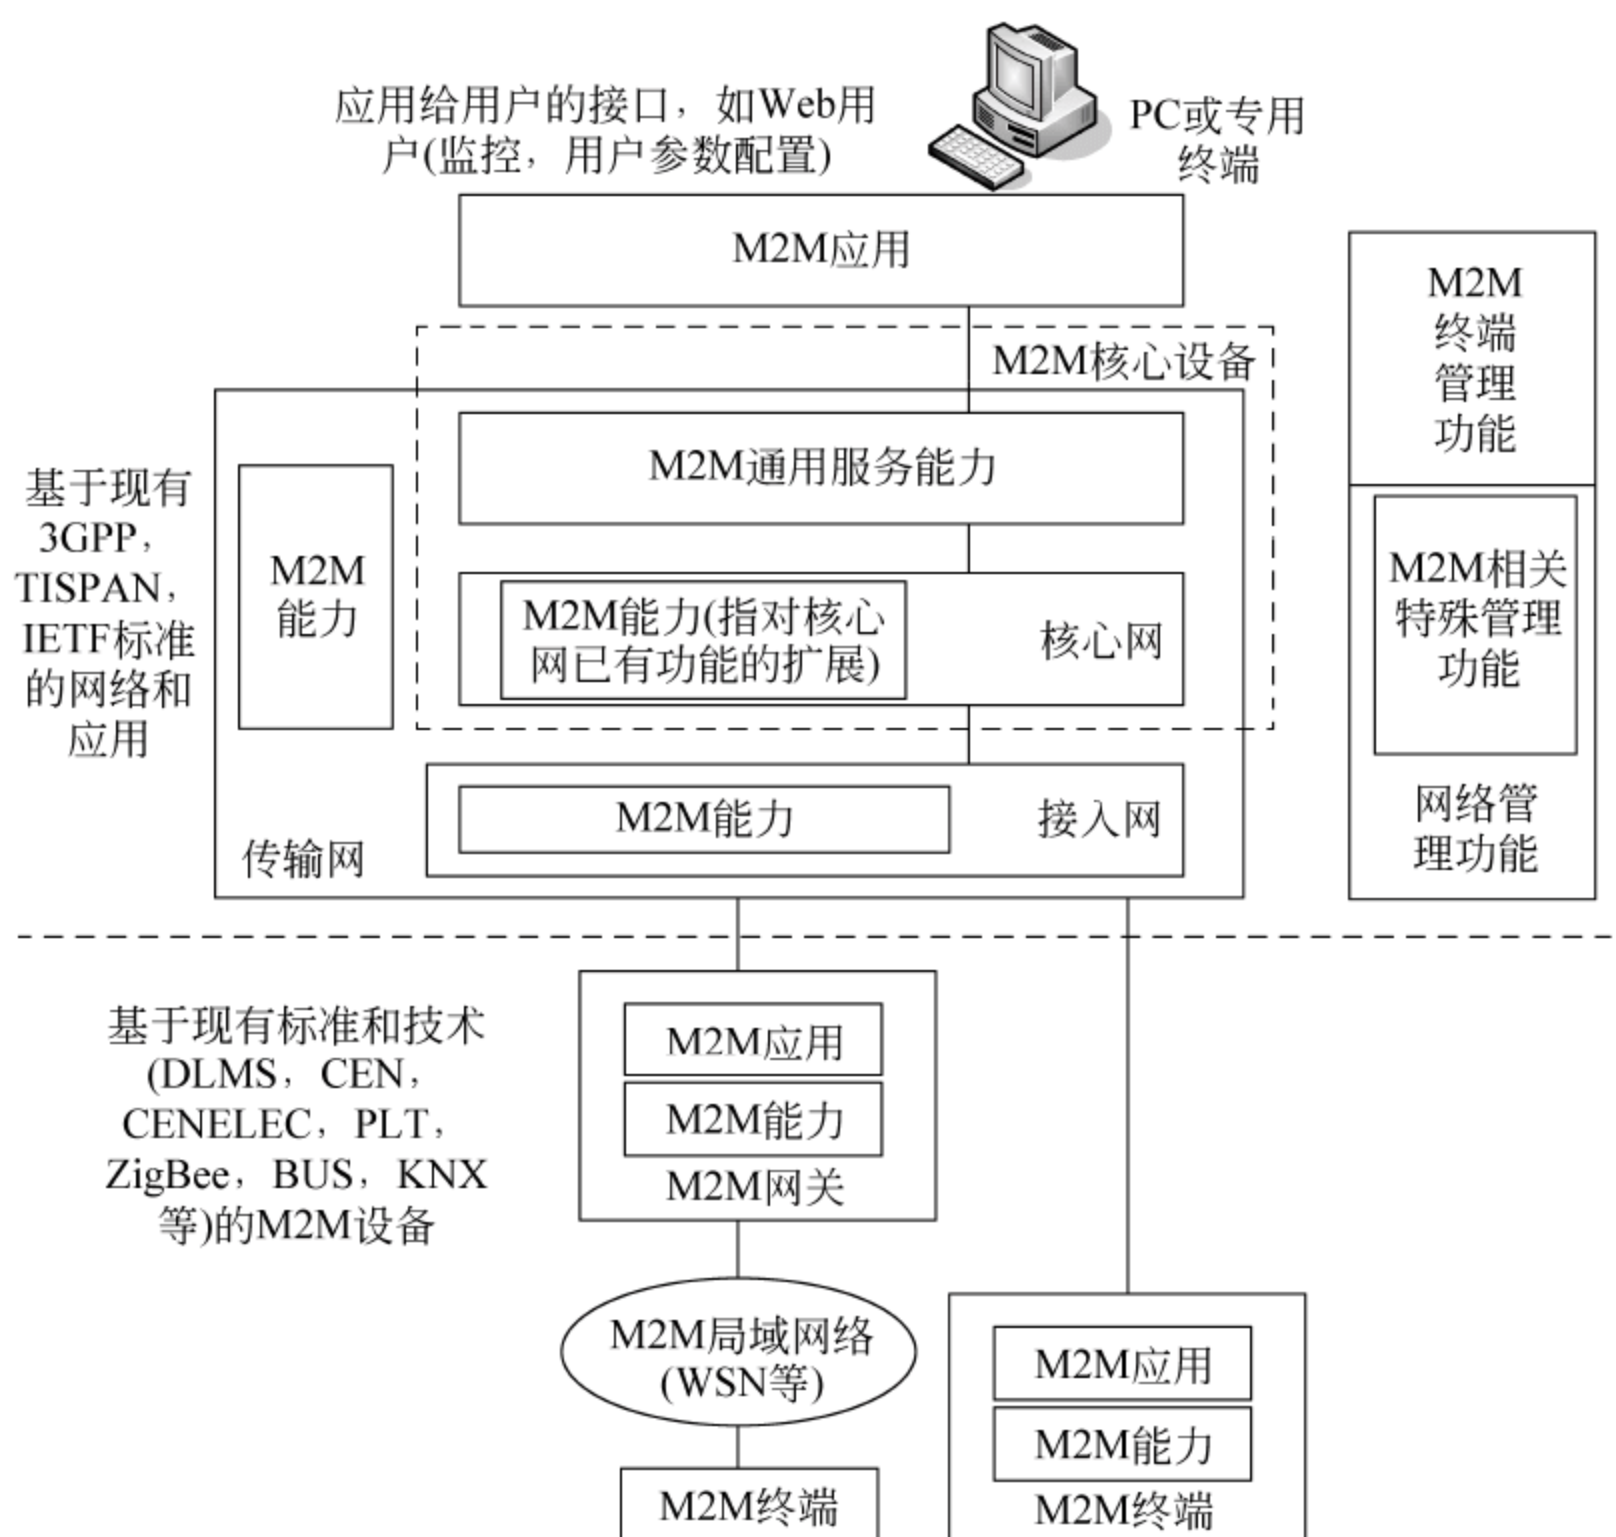 应用给用户的接口，如Web用
户(监控，用户参数配置)
PC或专用
终端
M2M应用
M2M核心设备
M2M通用服务能力
M2M
能力
M2M能力(指对核心
网已有功能的扩展)
核心网
M2M能力
接入网
传输网
基于现有
3GPP，
TISPAN，
IETF标准
的网络和
应用
M2M
终端
管理
功能
M2M相关
特殊管理
功能
网络管
理功能
基于现有标准和技术
(DLMS，CEN，
CENELEC，PLT，
ZigBee，BUS，KNX
等)的M2M设备
M2M应用
M2M能力
M2M网关
M2M局域网络
(WSN等)
M2M终端
M2M应用
M2M能力
M2M终端